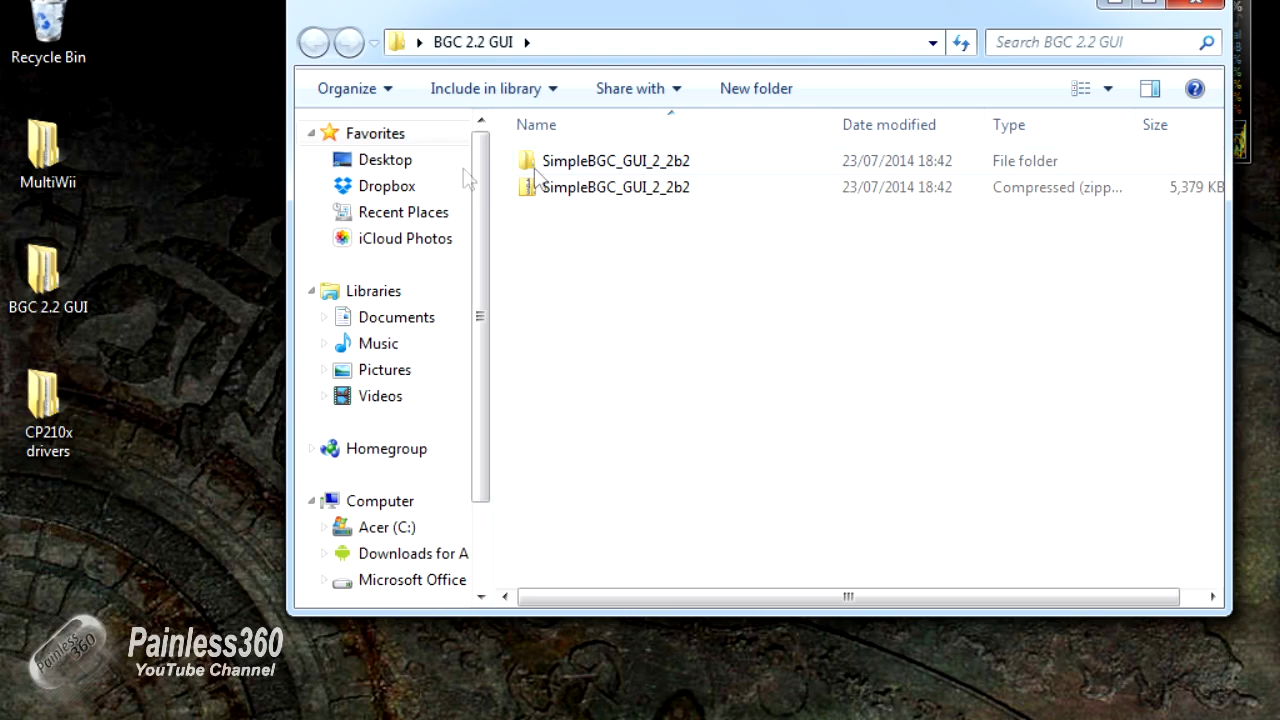 Recycle Bin
MultiWii
BGC 2.2 GUI
CP210x
drivers
BGC 2.2 GUI
Search BGC 2.2 GUI
Organize
Include in library
Share with
New folder
Favorites
Desktop
Dropbox
Recent Places
iCloud Photos
Libraries
Documents
Music
Pictures
Videos
Homegroup
Computer
Acer (C:)
Downloads for A
Microsoft Office
Name Date modified Type Size
SimpleBGC_GUI_2_2b2 23/07/2014 18:42 File folder
SimpleBGC_GUI_2_2b2 23/07/2014 18:42 Compressed (zipp... 5,379 KB
Painless360
Painless360
YouTube Channel